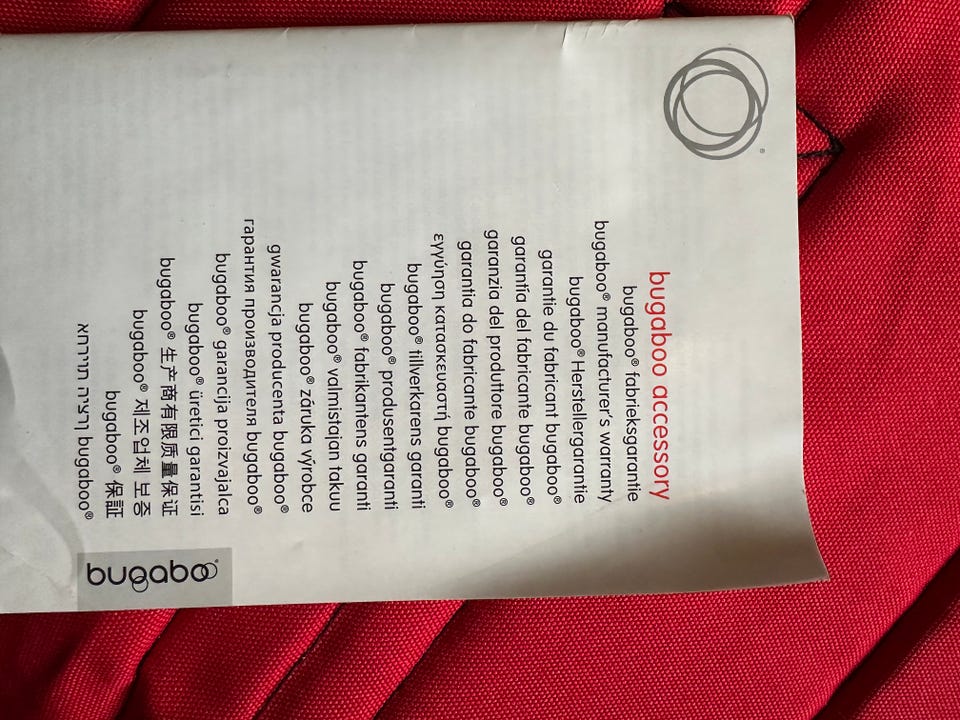 bugaboo accessory
bugaboo® fabrieksgarantie
bugaboo® manufacturer's warranty
bugaboo® Herstellergarantie
garantie du fabricant bugaboo®
garantía del fabricante bugaboo®
garanzia del produttore bugaboo®
garantia do fabricante bugaboo®
εγγύηση κατασκευαστή bugaboo®
bugaboo® tillverkarens garanti
bugaboo® produsentgaranti
bugaboo® fabrikantens garanti
bugaboo® valmistajan takuu
bugaboo® záruka výrobce
gwarancja producenta bugaboo®
гарантия производителя bugaboo®
bugaboo® garancija proizvajalca
bugaboo® üretici garantisi
bugaboo® 生产商有限质量保证
bugaboo® 제조업체 보증
bugaboo® 保証
אחריות היצרן bugaboo®
bugaboo®